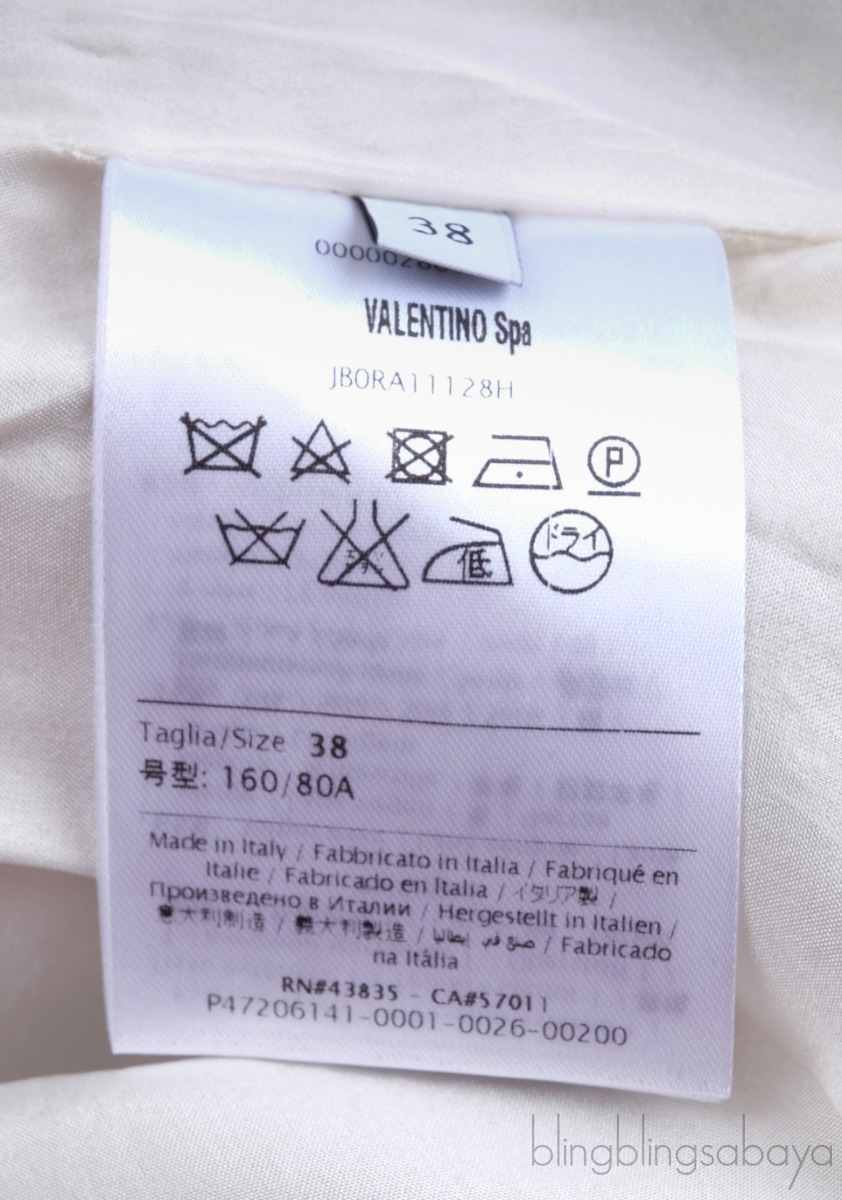 38
VALENTINO Spa
JB0RA11128H
P
低
ドライ
Taglia/Size 38
号型: 160/80A
Made in Italy / Fabbricato in Italia / Fabriqué en
Italie / Fabricado en Italia / イタリア製 /
Произведено в Италии / Hergestellt in Italien /
意大利制造 / 義大利製造 / صنع في إيطاليا / Fabricado
na Itália
RN#43835 - CA#57011
P47206141-0001-0026-00200
blingblingsabaya